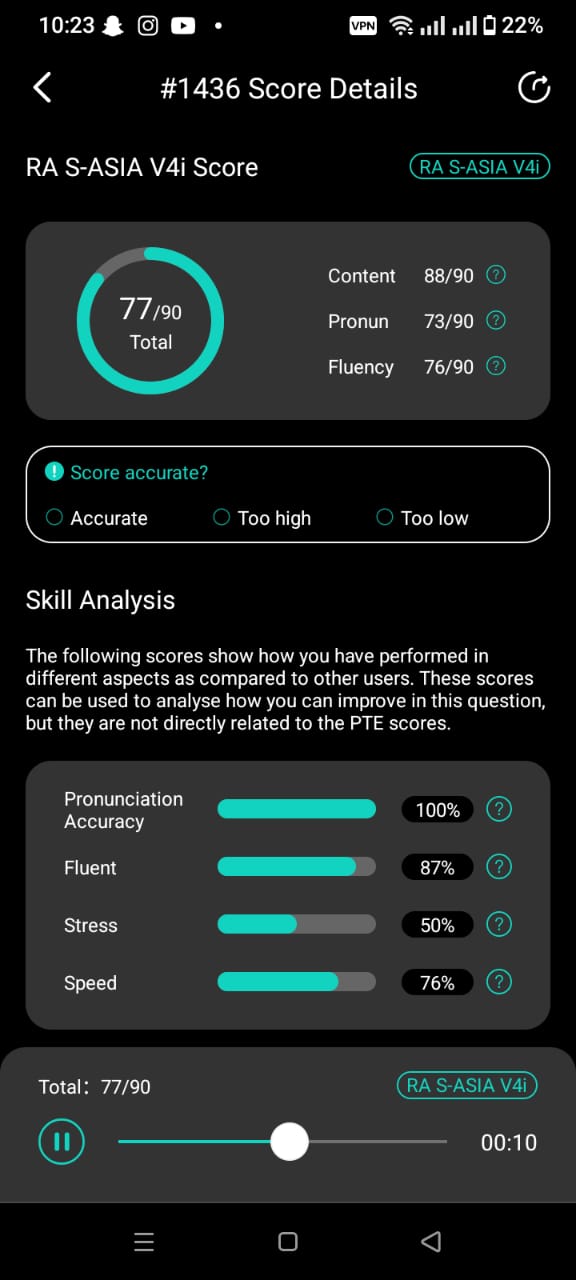 10:23 VPN 22%
#1436 Score Details
RA S-ASIA V4i Score RA S-ASIA V4i
77/90
Total
Content 88/90 ?
Pronun 73/90 ?
Fluency 76/90 ?
! Score accurate?
Accurate Too high Too low
Skill Analysis
The following scores show how you have performed in
different aspects as compared to other users. These scores
can be used to analyse how you can improve in this question,
but they are not directly related to the PTE scores.
Pronunciation
Accuracy 100% ?
Fluent 87% ?
Stress 50% ?
Speed 76% ?
Total: 77/90 RA S-ASIA V4i
00:10